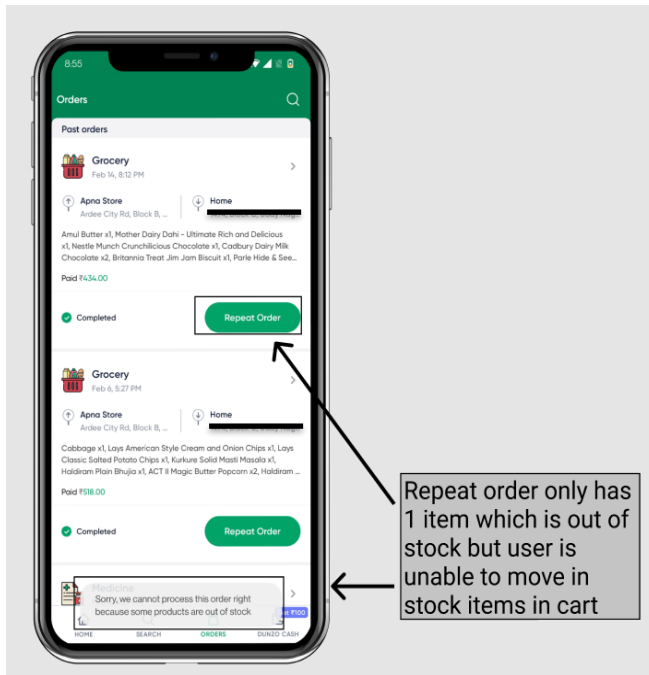 8:55
Orders
Past orders
Grocery
Feb 14, 8:12 PM
Apna Store
Home
Ardee City Rd, Block B, ...
Amul Butter x1, Mother Dairy Dahi - Ultimate Rich and Delicious
x1, Nestle Munch Crunchilicious Chocolate x1, Cadbury Dairy Milk
Chocolate x2, Britannia Treat Jim Jam Biscuit x1, Parle Hide & See...
Paid ₹434.00
Completed
Repeat Order
Grocery
Feb 6, 5:27 PM
Apna Store
Home
Ardee City Rd, Block B, ...
Cabbage x1, Lays American Style Cream and Onion Chips x1, Lays
Classic Salted Potato Chips x1, Kurkure Solid Masti Masala x1,
Haldiram Plain Bhujia x1, ACT II Magic Butter Popcorn x2, Haldiram ...
Paid ₹518.00
Completed
Repeat Order
Medicine
Sorry, we cannot process this order right
because some products are out of stock
₹100
HOME
SEARCH
ORDERS
DUNZO CASH
Repeat order only has
1 item which is out of
stock but user is
unable to move in
stock items in cart